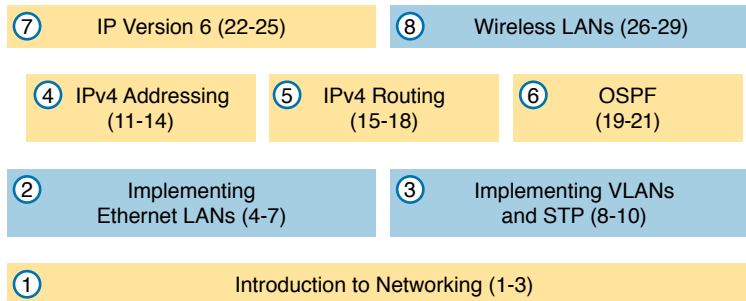 7 IP Version 6 (22-25)
8 Wireless LANs (26-29)
4 IPv4 Addressing
(11-14)
5 IPv4 Routing
(15-18)
6 OSPF
(19-21)
2 Implementing
Ethernet LANs (4-7)
3 Implementing VLANs
and STP (8-10)
1 Introduction to Networking (1-3)